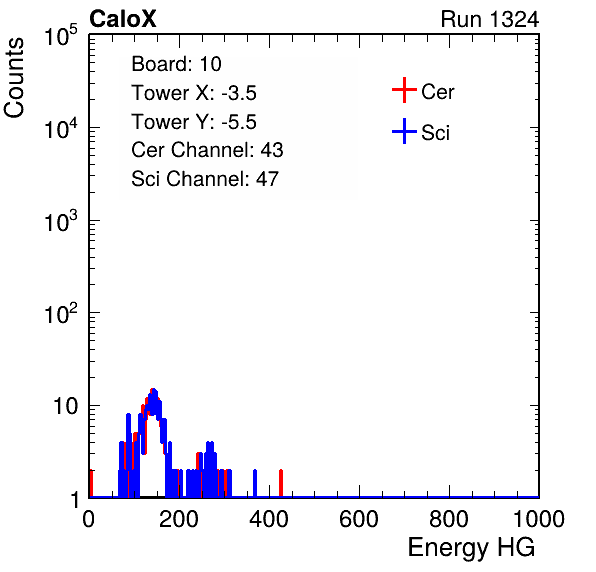 CaloX Run 1324
Counts
10^5
10^4
10^3
10^2
10
1
Board: 10
Tower X: -3.5
Tower Y: -5.5
Cer Channel: 43
Sci Channel: 47
Cer
Sci
0 200 400 600 800 1000
Energy HG